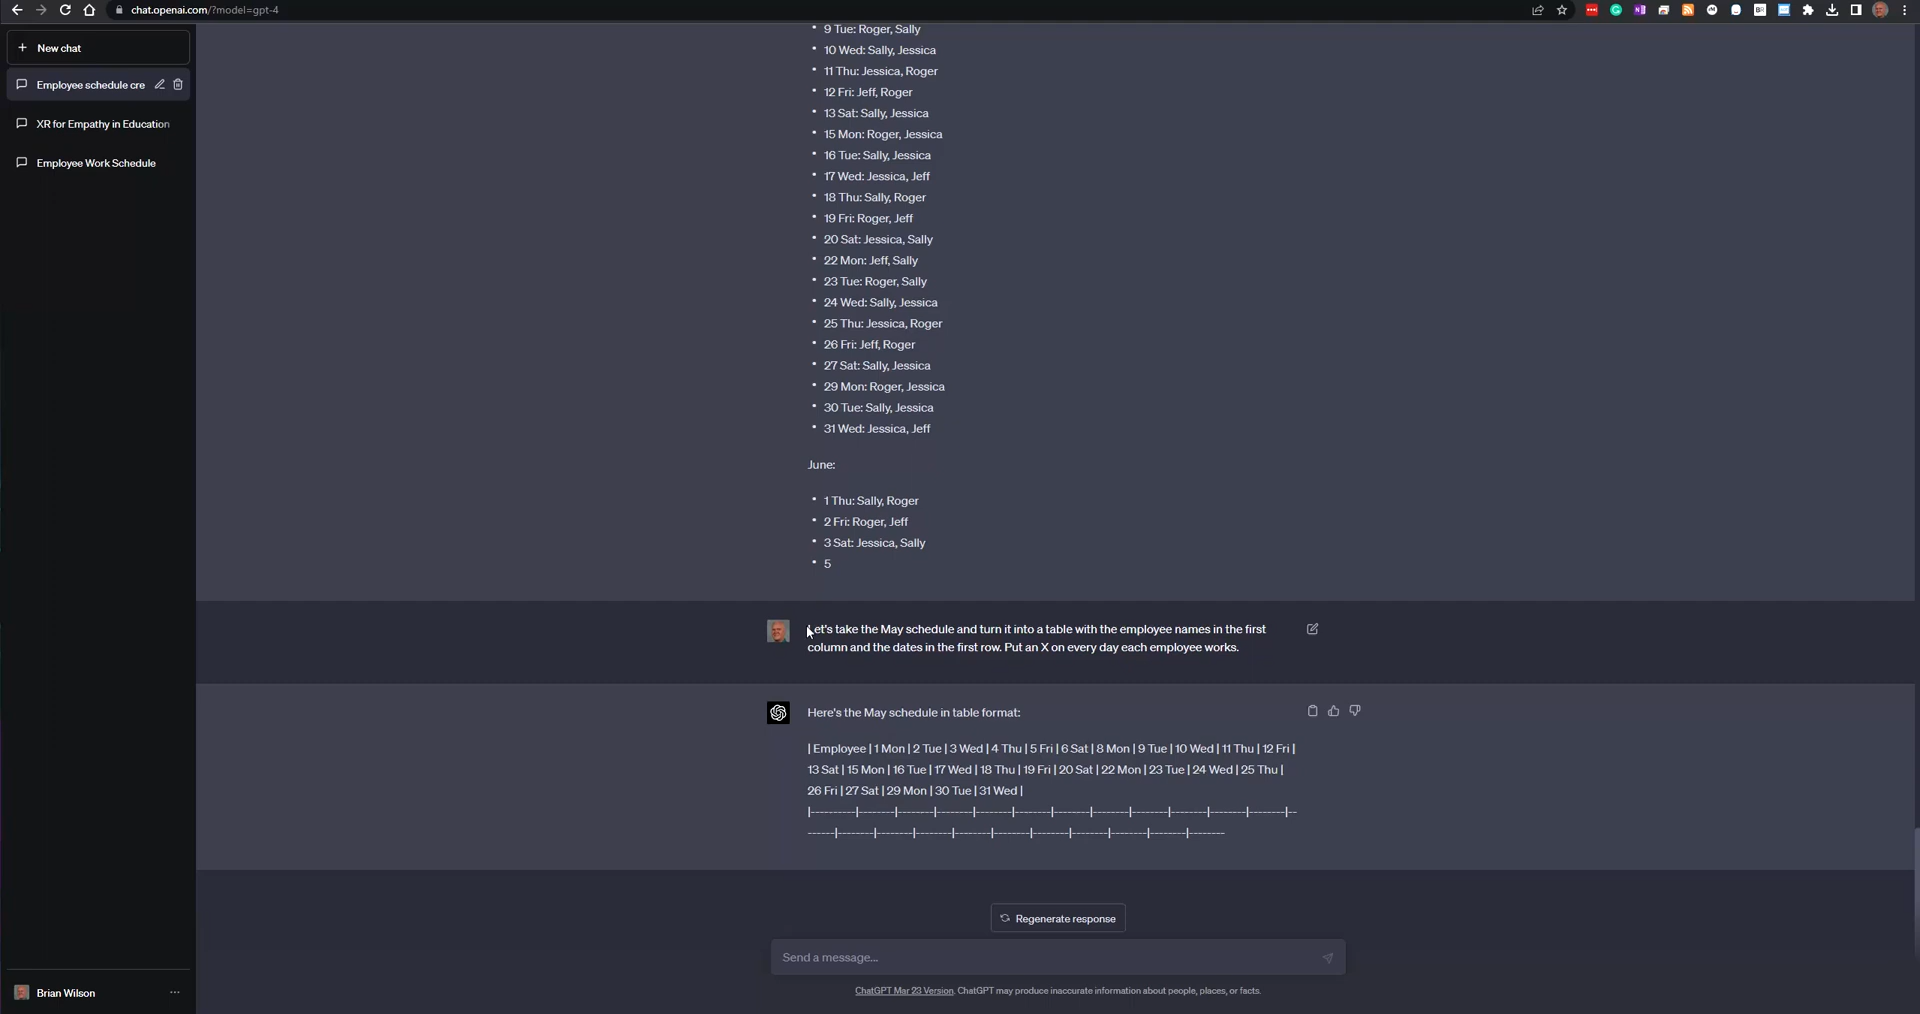 chat.openai.com/?model=gpt-4
New chat
Employee schedule cre
XR for Empathy in Education
Employee Work Schedule
• 9 Tue: Roger, Sally
• 10 Wed: Sally, Jessica
• 11 Thu: Jessica, Roger
• 12 Fri: Jeff, Roger
• 13 Sat: Sally, Jessica
• 15 Mon: Roger, Jessica
• 16 Tue: Sally, Jessica
• 17 Wed: Jessica, Jeff
• 18 Thu: Sally, Roger
• 19 Fri: Roger, Jeff
• 20 Sat: Jessica, Sally
• 22 Mon: Jeff, Sally
• 23 Tue: Roger, Sally
• 24 Wed: Sally, Jessica
• 25 Thu: Jessica, Roger
• 26 Fri: Jeff, Roger
• 27 Sat: Sally, Jessica
• 29 Mon: Roger, Jessica
• 30 Tue: Sally, Jessica
• 31 Wed: Jessica, Jeff
June:
• 1 Thu: Sally, Roger
• 2 Fri: Roger, Jeff
• 3 Sat: Jessica, Sally
• 5
Let's take the May schedule and turn it into a table with the employee names in the first
column and the dates in the first row. Put an X on every day each employee works.
Here's the May schedule in table format:
| Employee | 1 Mon | 2 Tue | 3 Wed | 4 Thu | 5 Fri | 6 Sat | 8 Mon | 9 Tue | 10 Wed | 11 Thu | 12 Fri |
13 Sat | 15 Mon | 16 Tue | 17 Wed | 18 Thu | 19 Fri | 20 Sat | 22 Mon | 23 Tue | 24 Wed | 25 Thu |
26 Fri | 27 Sat | 29 Mon | 30 Tue | 31 Wed |
|----------|-------|-------|-------|-------|-------|-------|-------|-------|-------|-------|-------|--
------|-------|-------|-------|-------|-------|-------|-------|-------|-------|-------
Regenerate response
Send a message...
ChatGPT Mar 23 Version. ChatGPT may produce inaccurate information about people, places, or facts.
Brian Wilson